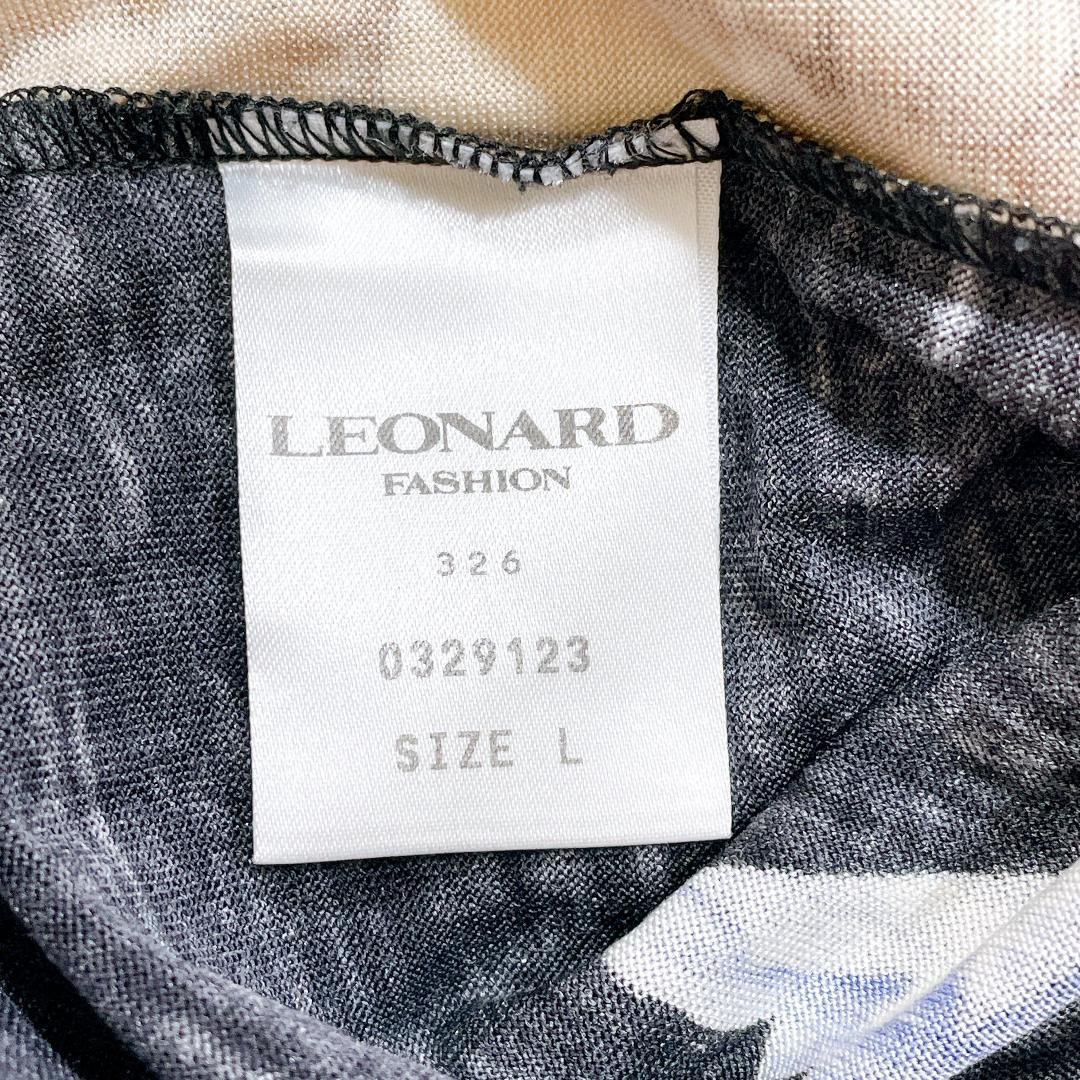 LEONARD
FASHION
326
0329123
SIZE L